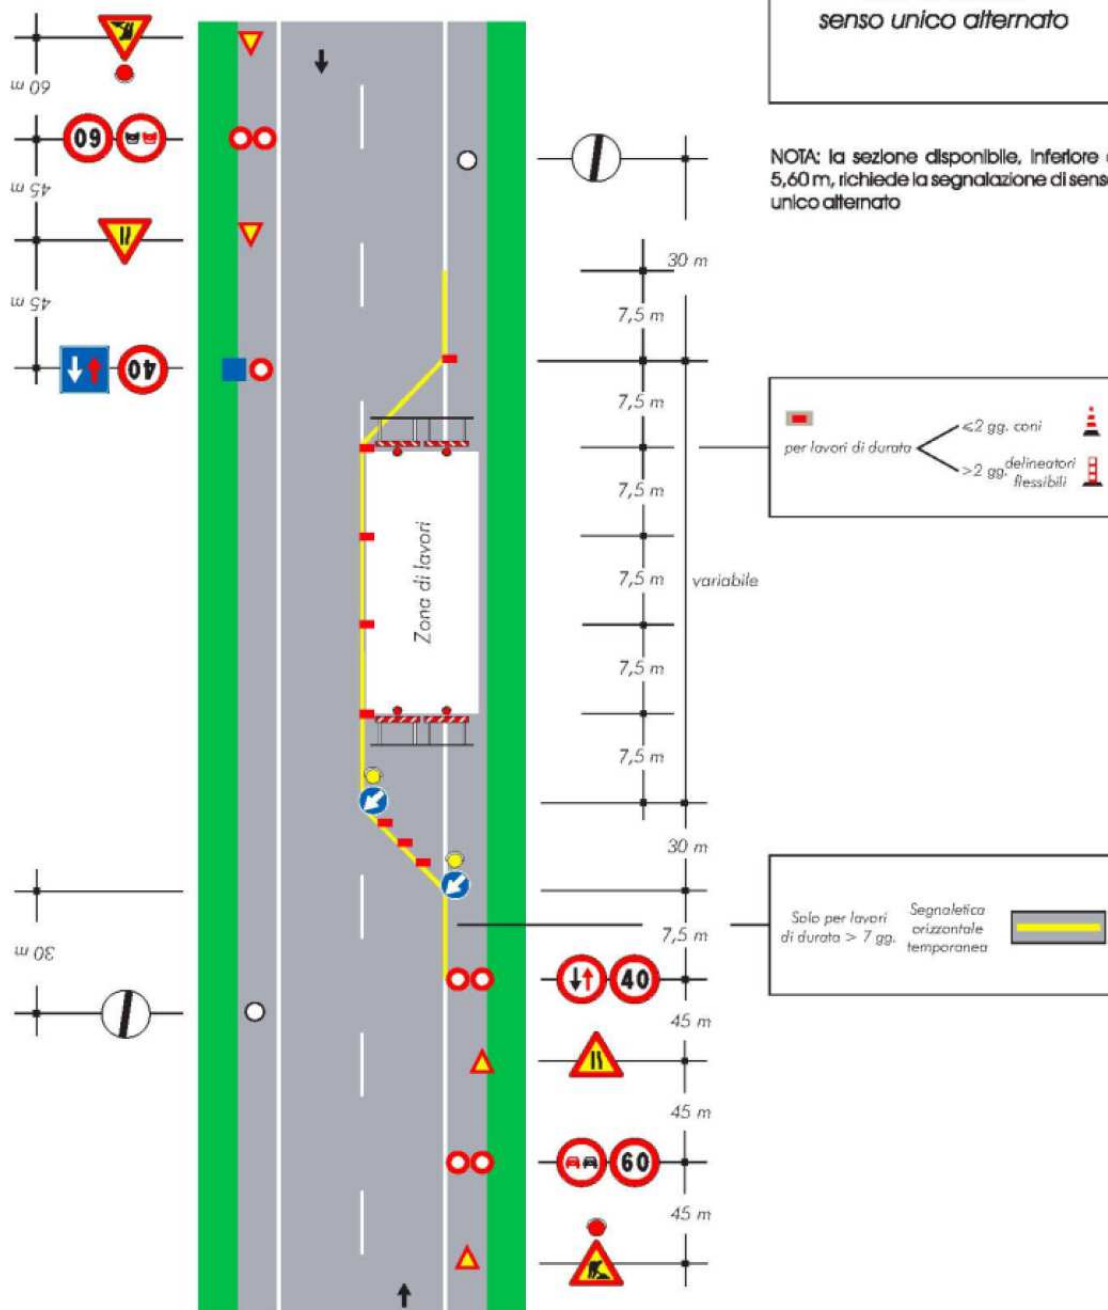 senso unico alternato
NOTA: la sezione disponibile, inferiore
5,60 m, richiede la segnalazione di senso
unico alternato
60 m
60
45 m
45 m
40
30 m
7,5 m
7,5 m
7,5 m
7,5 m
variabile
7,5 m
7,5 m
30 m
7,5 m
Zona di lavori
per lavori di durata
≤2 gg. coni
>2 gg. delineatori
flessibili
Solo per lavori
di durata > 7 gg.
Segnaletica
orizzontale
temporanea
30 m
40
45 m
45 m
60
45 m